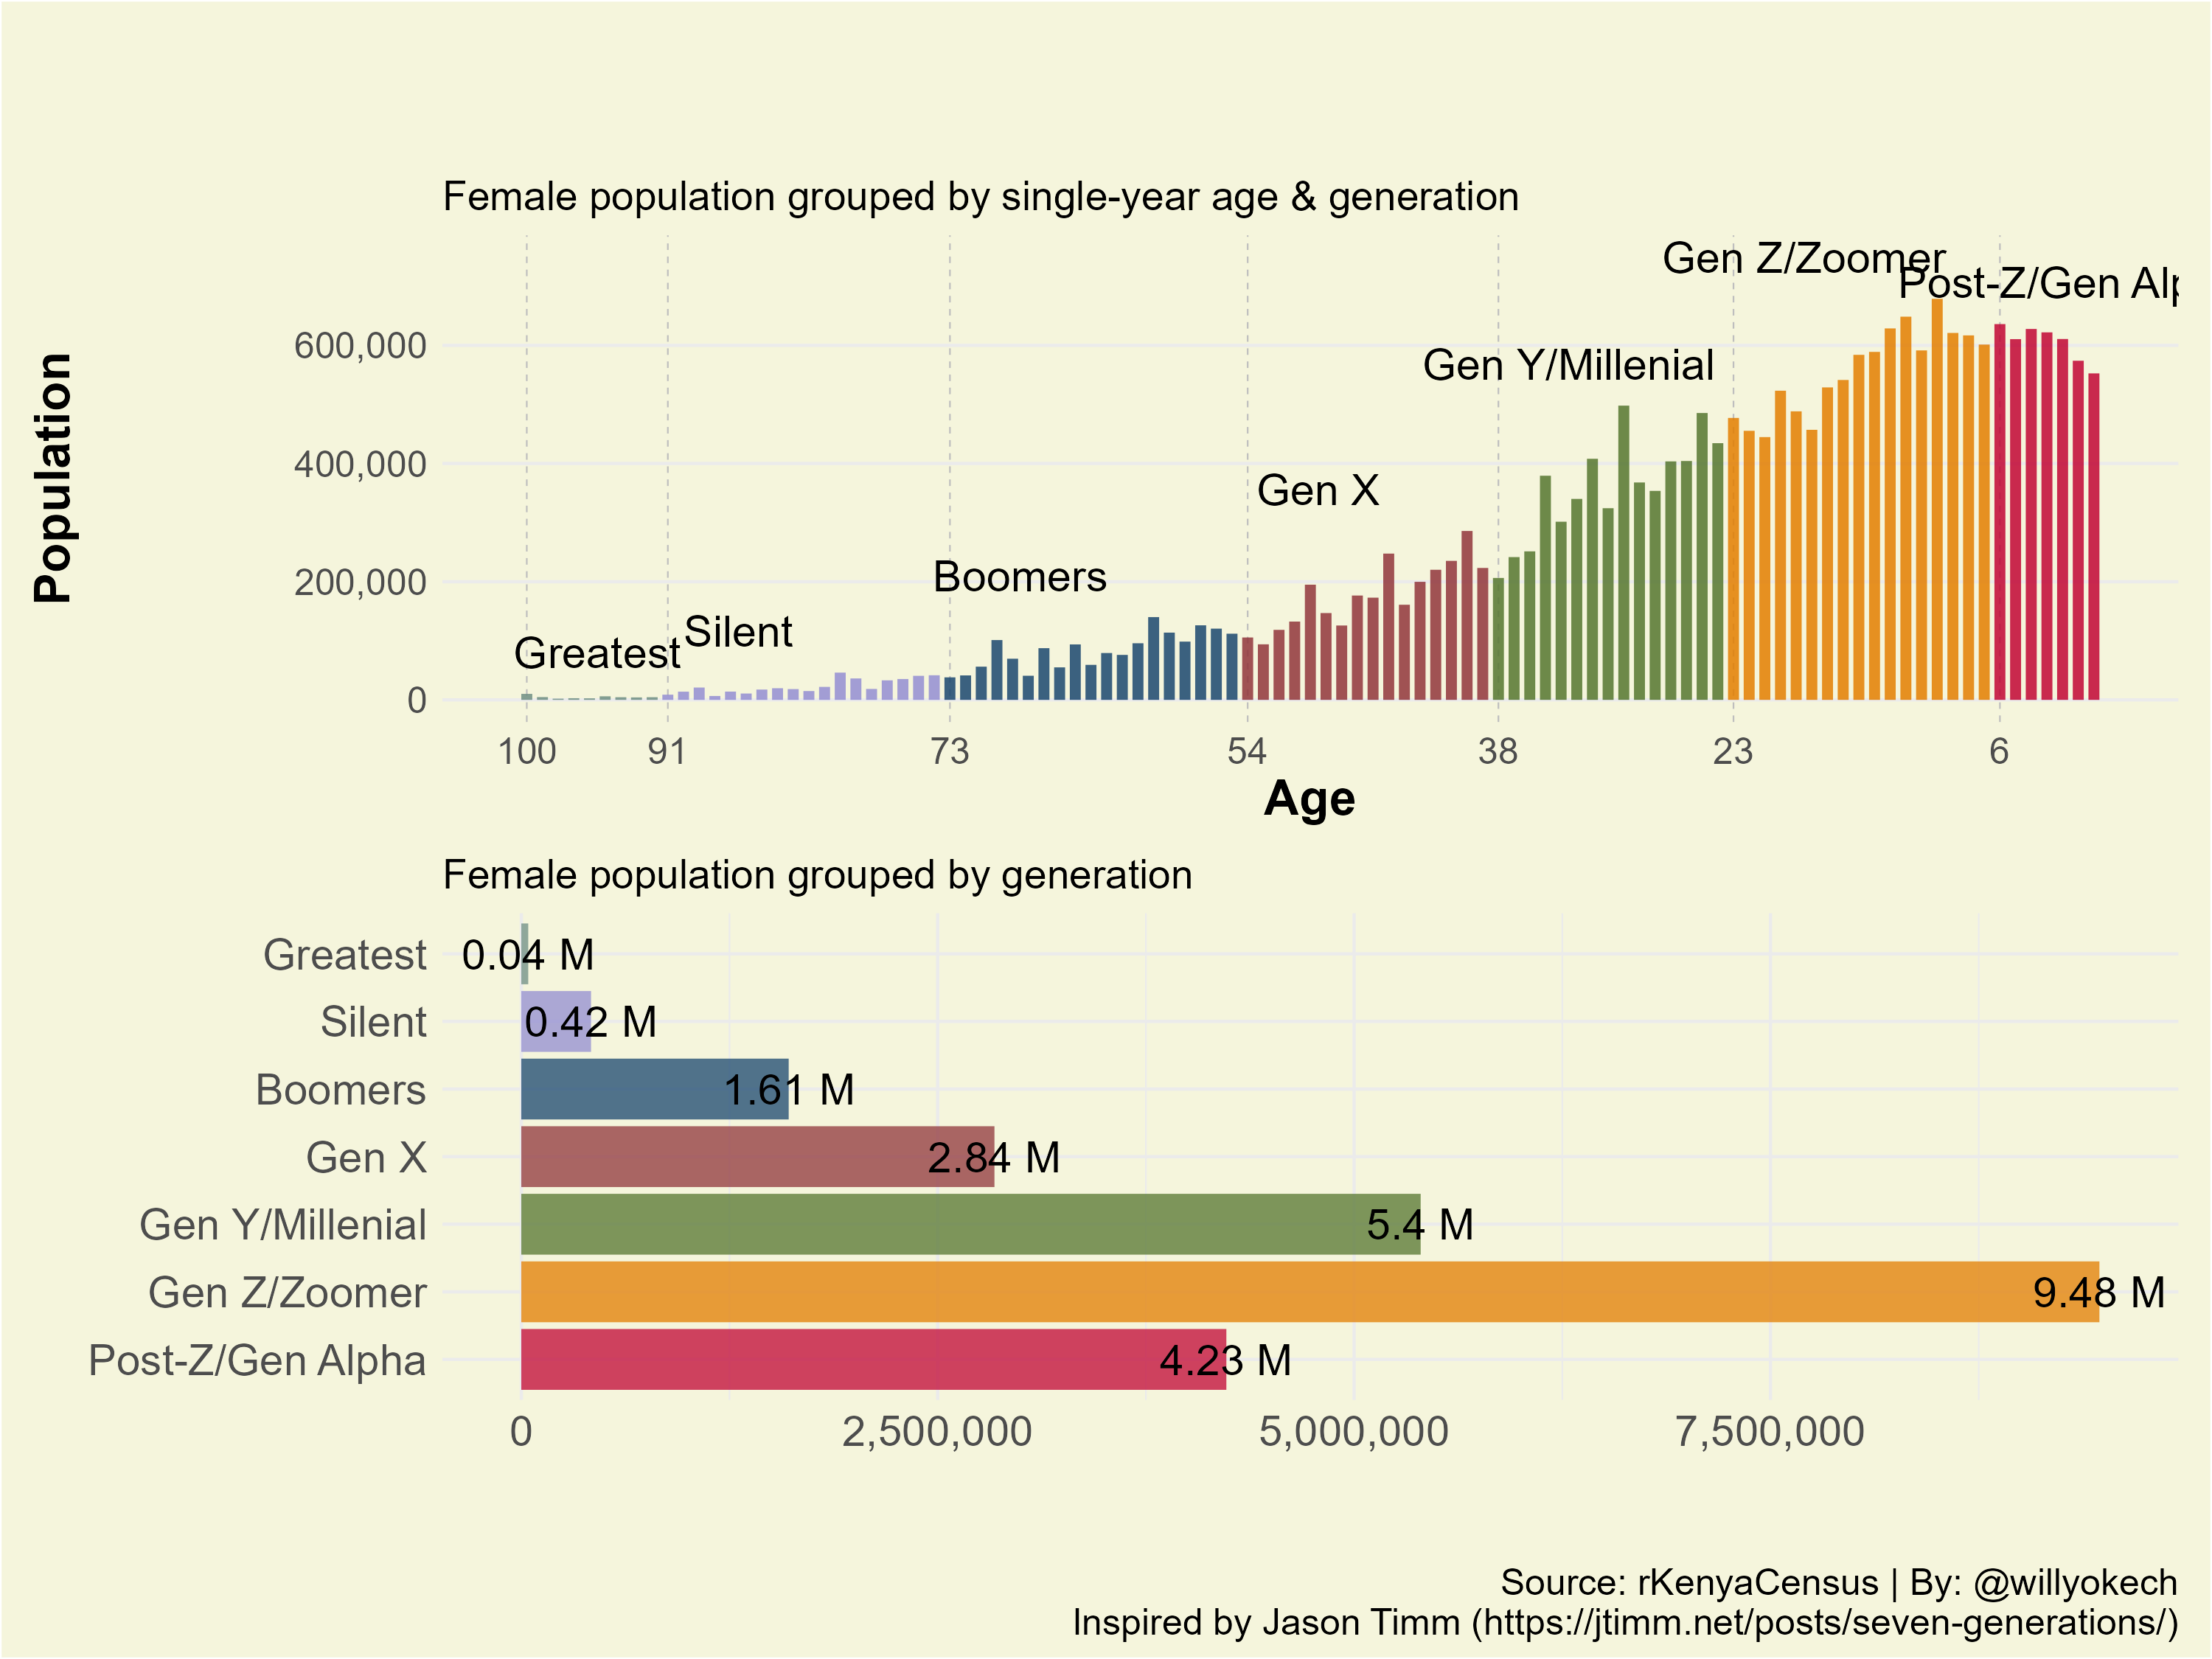 Female population grouped by single-year age & generation
Population
600,000
400,000
200,000
0
Greatest
Silent
Boomers
Gen X
Gen Y/Millenial
Gen Z/Zoomer
Post-Z/Gen Alp
100 91 73 54 38 23 6
Age
Female population grouped by generation
Greatest 0.04 M
Silent 0.42 M
Boomers 1.61 M
Gen X 2.84 M
Gen Y/Millenial 5.4 M
Gen Z/Zoomer 9.48 M
Post-Z/Gen Alpha 4.23 M
0 2,500,000 5,000,000 7,500,000
Source: rKenyaCensus | By: @willyokech
Inspired by Jason Timm (https://jtimm.net/posts/seven-generations/)